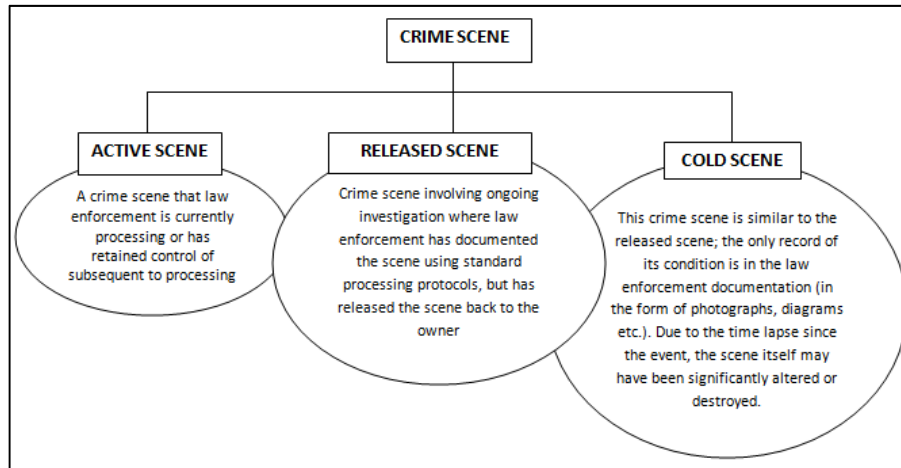 CRIME SCENE
ACTIVE SCENE
A crime scene that law
enforcement is currently
processing or has
retained control of
subsequent to processing
RELEASED SCENE
Crime scene involving ongoing
investigation where law
enforcement has documented
the scene using standard
processing protocols, but has
released the scene back to the
owner
COLD SCENE
This crime scene is similar to the
released scene; the only record of
its condition is in the law
enforcement documentation (in
the form of photographs, diagrams
etc.). Due to the time lapse since
the event, the scene itself may
have been significantly altered or
destroyed.